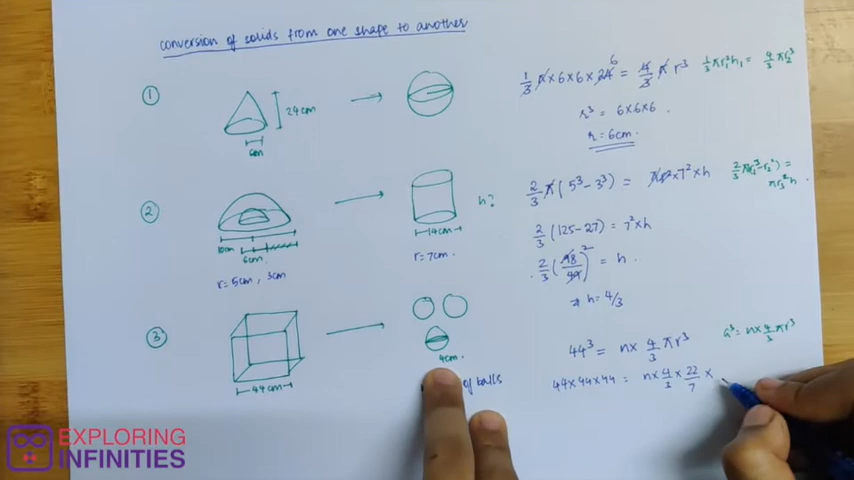 conversion of solids from one shape to another
①
24cm
6cm
1/3 π × 6 × 6 × 24 6 = 4/3 π r³
1/3 πr₁²h₁ = 4/3 πr₂³
r³ = 6×6×6
r = 6cm
②
10cm
6cm
r = 5cm, 3cm
14cm
r = 7cm
h?
2/3 π (5³ - 3³) = π × 7² × h
2/3 (125 - 27) = 7² × h
2/3 (98/49)² = h
⇒ h = 4/3
③
44cm
4cm
of balls
44³ = n × 4/3 πr³
a³ = n × 4/3 πr³
44×44×44 = n × 4/3 × 22/7 ×
EXPLORING
INFINITIES